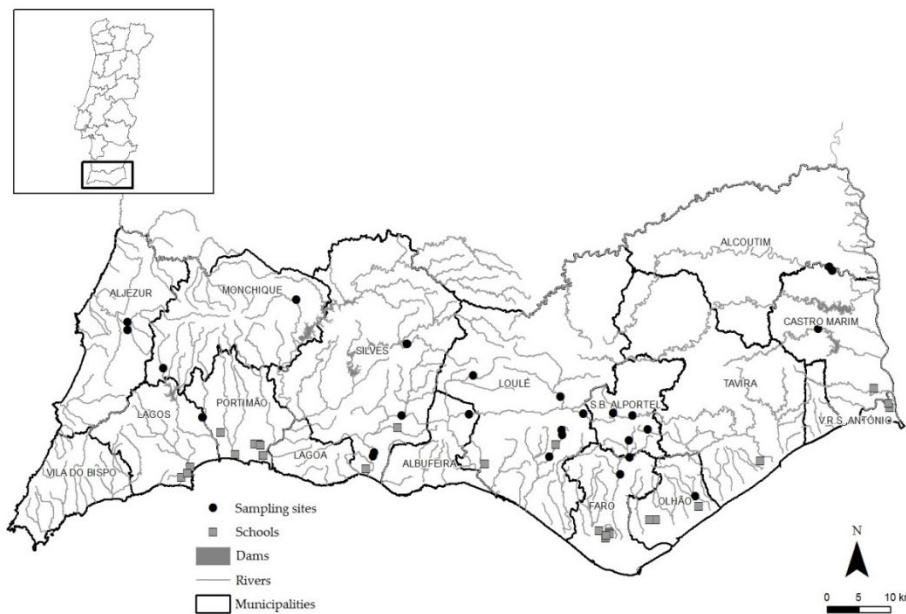 ALCOUTIM
ALJEZUR
MONCHIQUE
CASTRO MARIM
SILVES
LOULÉ
TAVIRA
S.B. ALPORTEL
PORTIMÃO
LAGOS
V.R.S. ANTÓNIO
LAGOA
ALBUFEIRA
VILA DO BISPO
FARO
OLHÃO
Sampling sites
Schools
Dams
Rivers
Municipalities
N
0 5 10 km